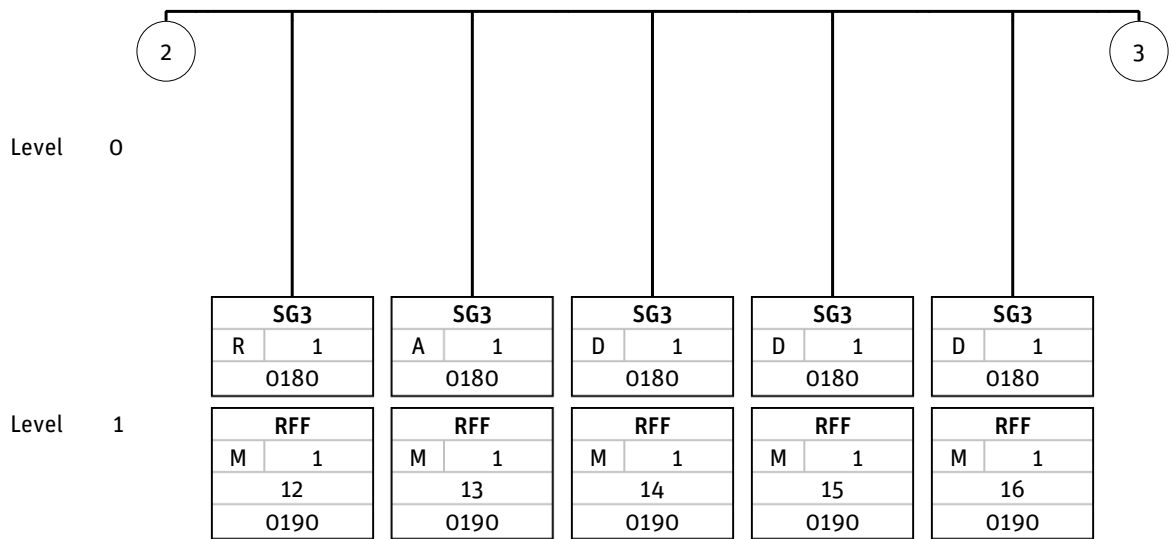 2 3
Level 0
SG3 SG3 SG3 SG3 SG3
R 1 A 1 D 1 D 1 D 1
0180 0180 0180 0180 0180
Level 1 RFF RFF RFF RFF RFF
M 1 M 1 M 1 M 1 M 1
12 13 14 15 16
0190 0190 0190 0190 0190